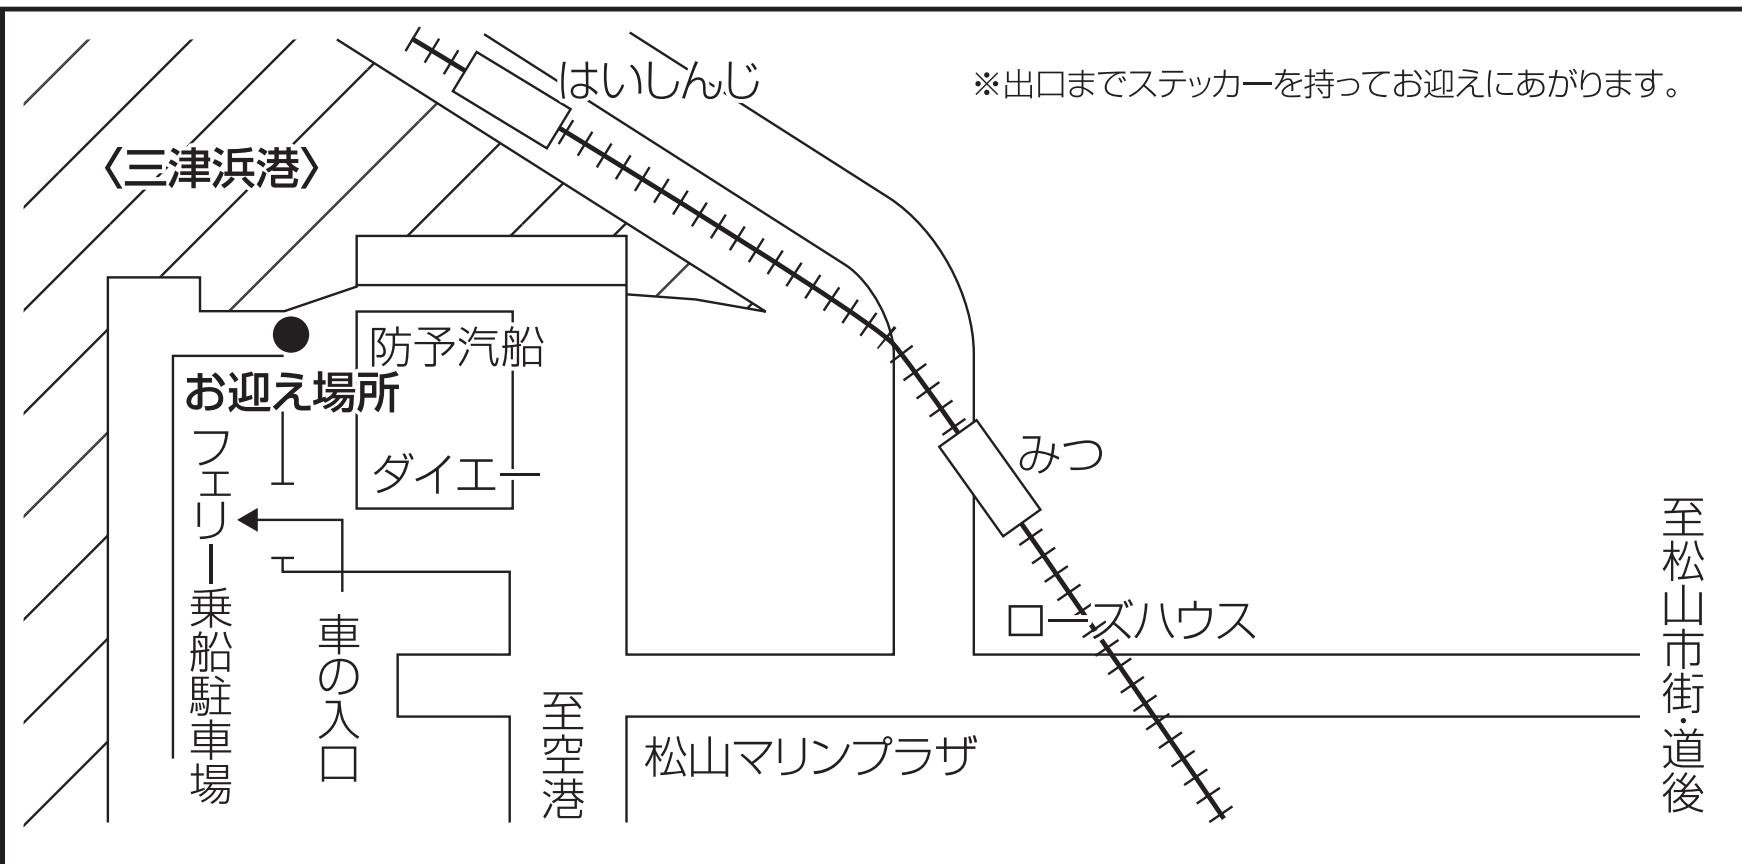 はいしんじ
※出口までステッカーを持ってお迎えにあがります。
〈三津浜港〉
防予汽船
お迎え場所
ダイエー
みつ
フェリー乗船駐車場
車の入口
ローズハウス
至松山市街・道後
至空港
松山マリンプラザ